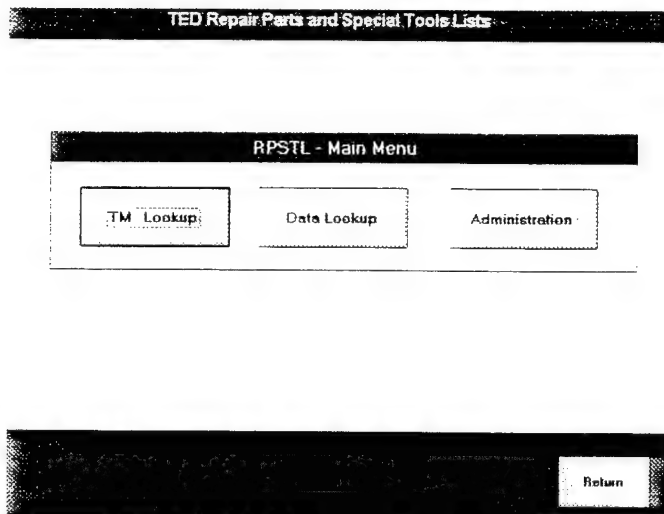 TED Repair Parts and Special Tools Lists
RPSTL - Main Menu
TM Lookup Data Lookup Administration
Return